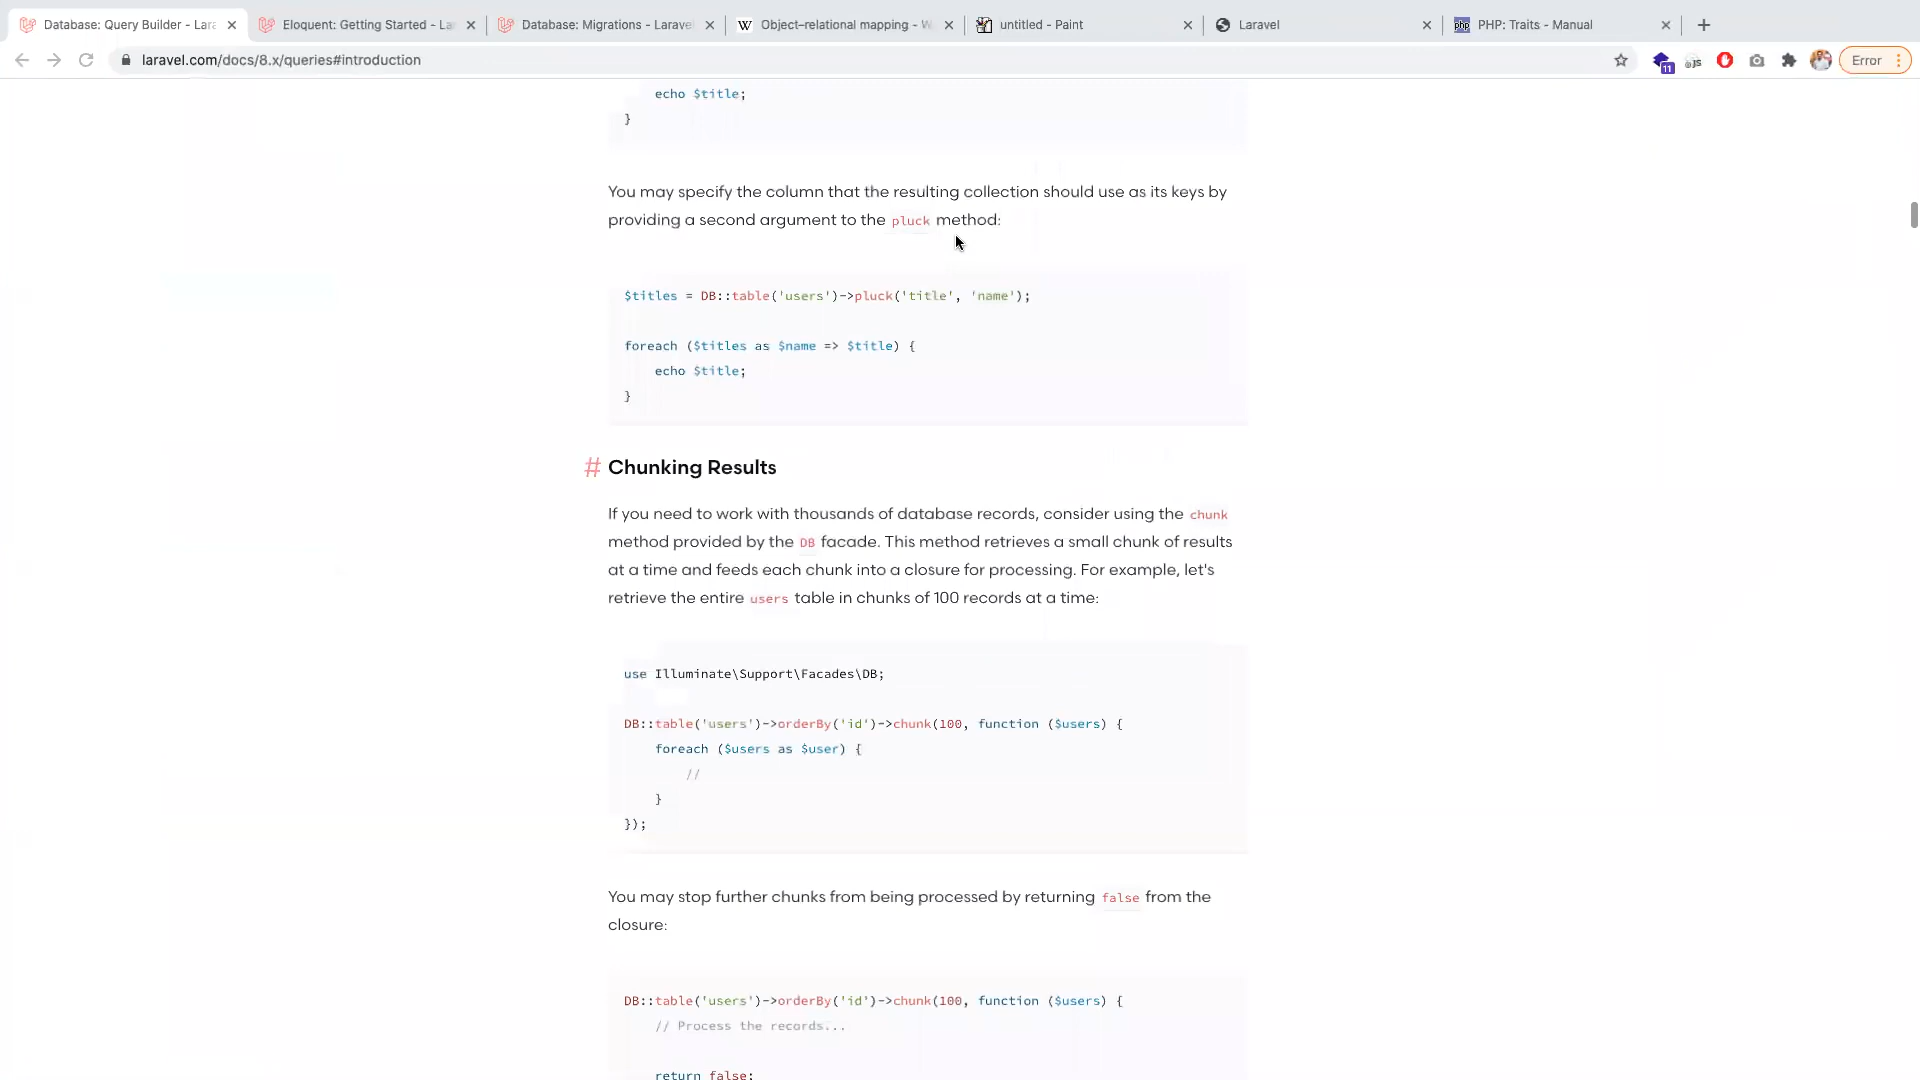 Database: Query Builder - Lara
Eloquent: Getting Started - La
Database: Migrations - Laravel
W Object–relational mapping - W
untitled - Paint
Laravel
php PHP: Traits - Manual
laravel.com/docs/8.x/queries#introduction
11
JS
Error
echo $title;
}
You may specify the column that the resulting collection should use as its keys by
providing a second argument to the pluck method:
$titles = DB::table('users')->pluck('title', 'name');
foreach ($titles as $name => $title) {
echo $title;
}
# Chunking Results
If you need to work with thousands of database records, consider using the chunk
method provided by the DB facade. This method retrieves a small chunk of results
at a time and feeds each chunk into a closure for processing. For example, let's
retrieve the entire users table in chunks of 100 records at a time:
use Illuminate\Support\Facades\DB;
DB::table('users')->orderBy('id')->chunk(100, function ($users) {
foreach ($users as $user) {
//
}
});
You may stop further chunks from being processed by returning false from the
closure:
DB::table('users')->orderBy('id')->chunk(100, function ($users) {
// Process the records...
return false;